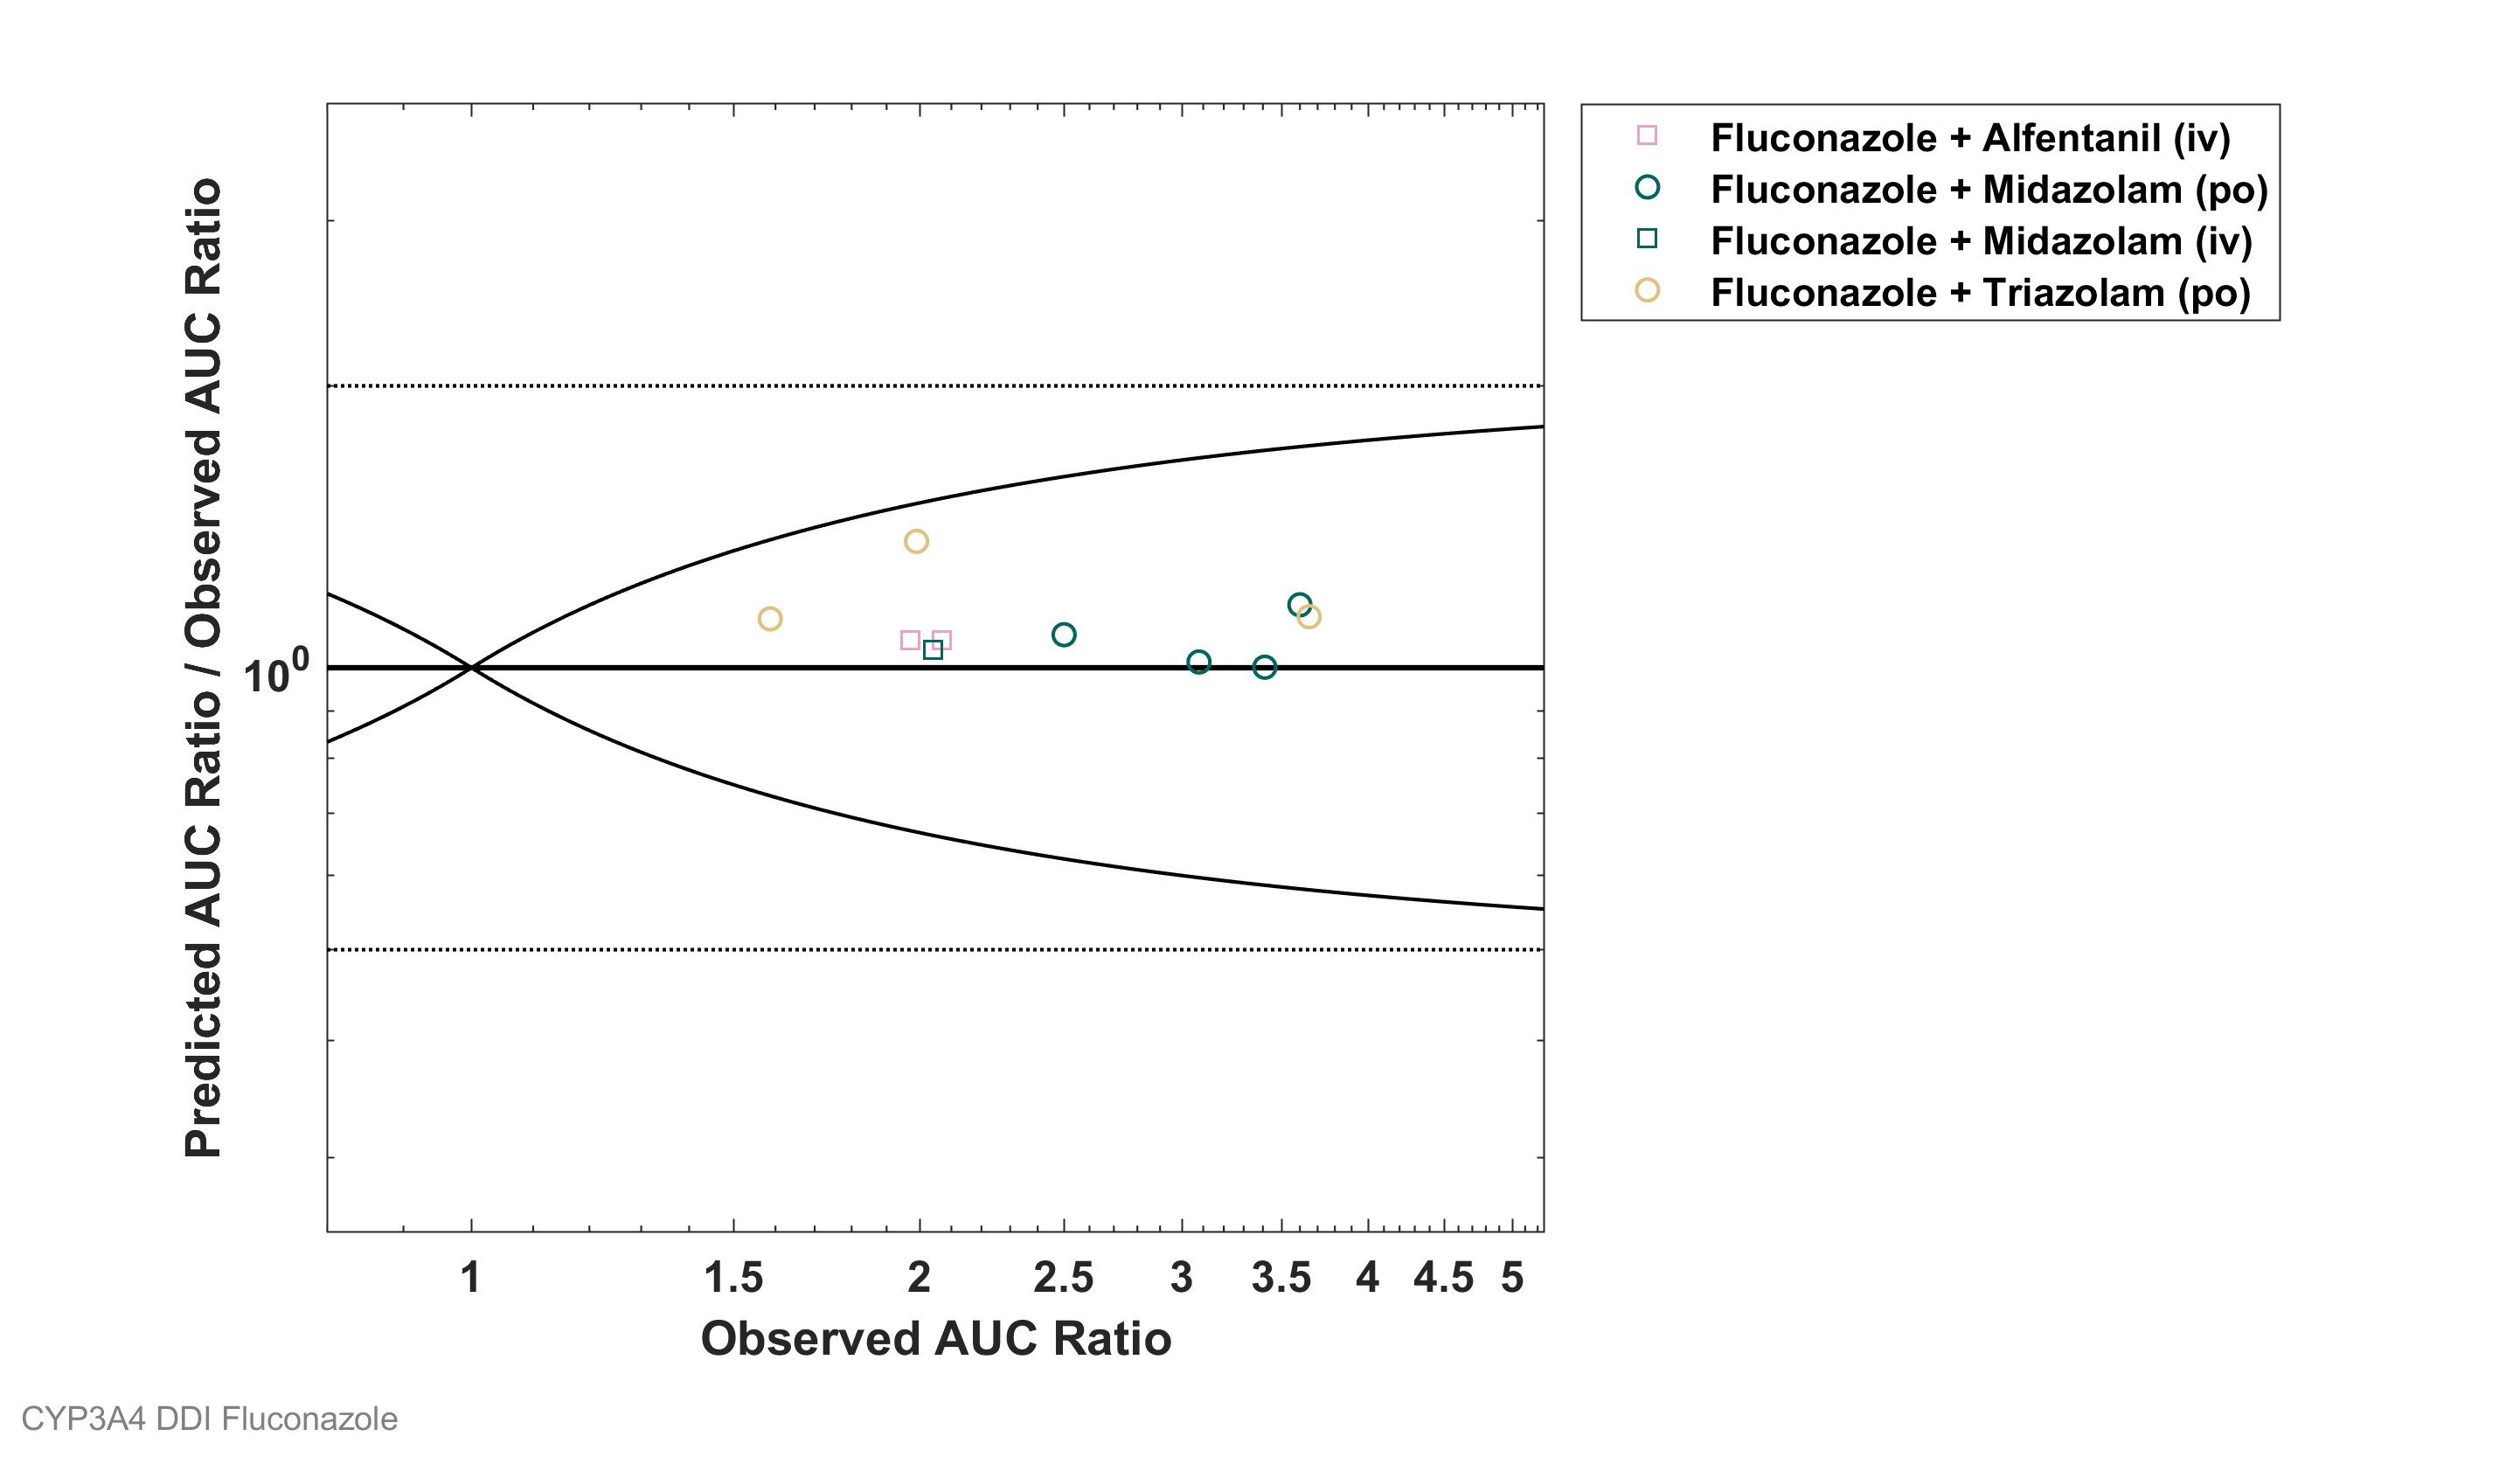 Fluconazole + Alfentanil (iv)
Fluconazole + Midazolam (po)
Fluconazole + Midazolam (iv)
Fluconazole + Triazolam (po)
Predicted AUC Ratio / Observed AUC Ratio
10⁰
1 1.5 2 2.5 3 3.5 4 4.5 5
Observed AUC Ratio
CYP3A4 DDI Fluconazole